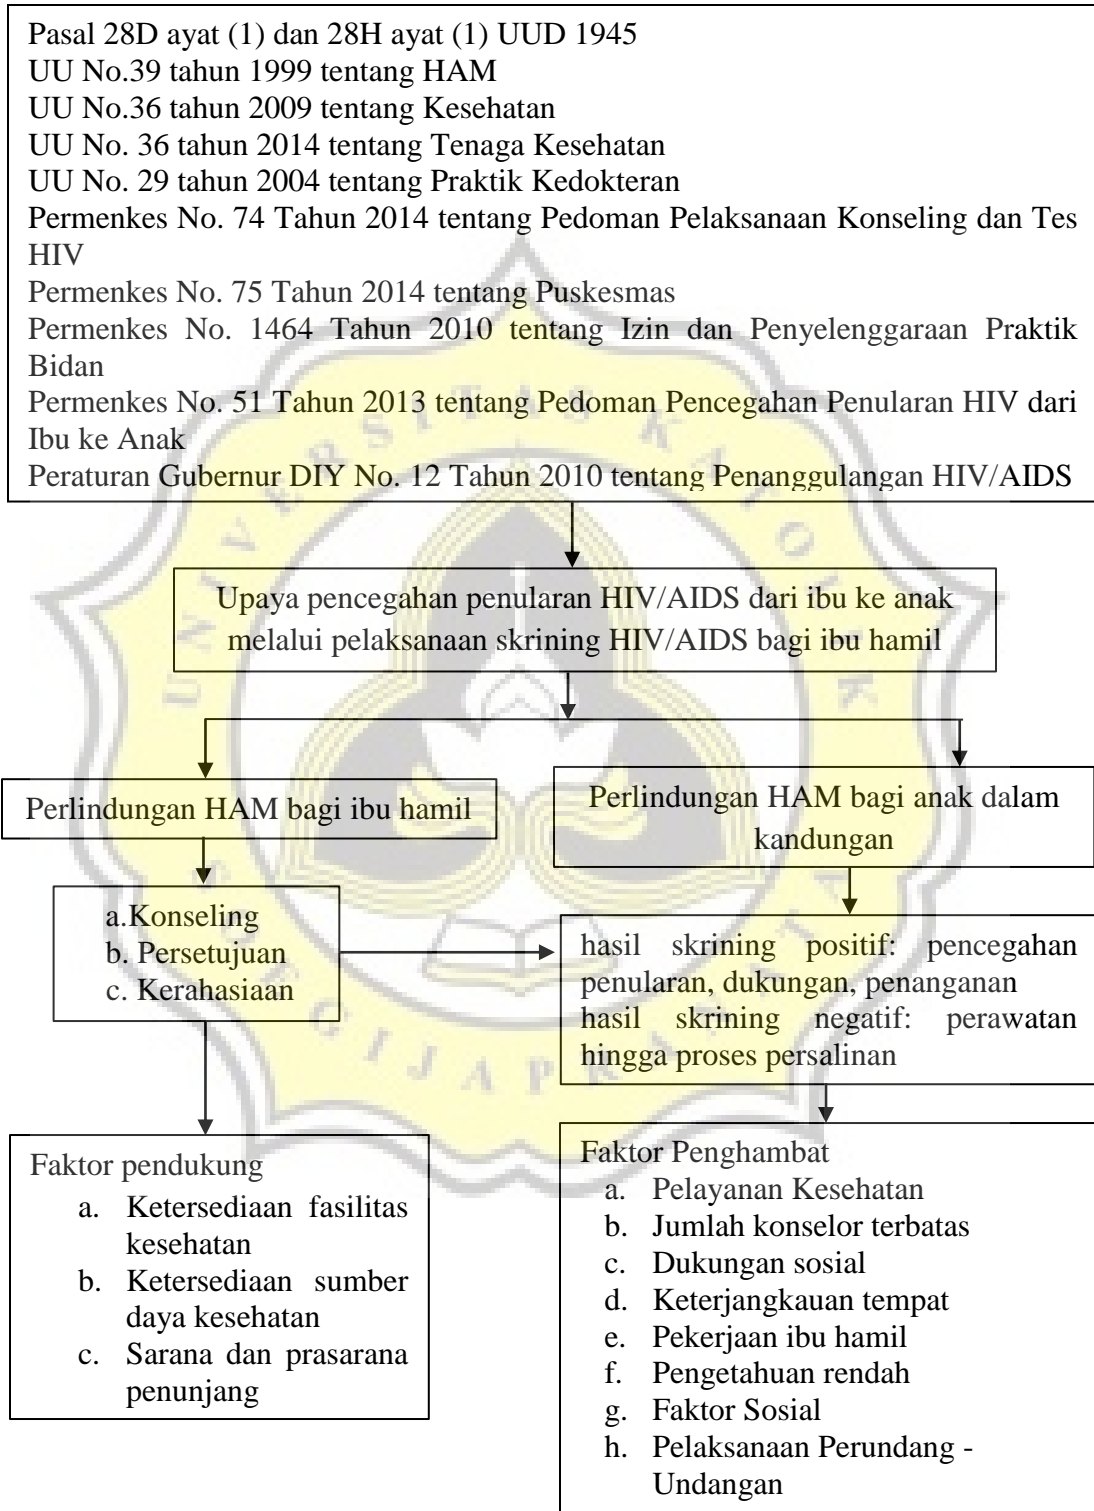 Pasal 28D ayat (1) dan 28H ayat (1) UUD 1945
UU No.39 tahun 1999 tentang HAM
UU No.36 tahun 2009 tentang Kesehatan
UU No. 36 tahun 2014 tentang Tenaga Kesehatan
UU No. 29 tahun 2004 tentang Praktik Kedokteran
Permenkes No. 74 Tahun 2014 tentang Pedoman Pelaksanaan Konseling dan Tes
HIV
Permenkes No. 75 Tahun 2014 tentang Puskesmas
Permenkes No. 1464 Tahun 2010 tentang Izin dan Penyelenggaraan Praktik
Bidan
Permenkes No. 51 Tahun 2013 tentang Pedoman Pencegahan Penularan HIV dari
Ibu ke Anak
Peraturan Gubernur DIY No. 12 Tahun 2010 tentang Penanggulangan HIV/AIDS
Upaya pencegahan penularan HIV/AIDS dari ibu ke anak
melalui pelaksanaan skrining HIV/AIDS bagi ibu hamil
Perlindungan HAM bagi ibu hamil
Perlindungan HAM bagi anak dalam
kandungan
a.Konseling
b. Persetujuan
c. Kerahasiaan
hasil skrining positif: pencegahan
penularan, dukungan, penanganan
hasil skrining negatif: perawatan
hingga proses persalinan
Faktor pendukung
a. Ketersediaan fasilitas
kesehatan
b. Ketersediaan sumber
daya kesehatan
c. Sarana dan prasarana
penunjang
Faktor Penghambat
a. Pelayanan Kesehatan
b. Jumlah konselor terbatas
c. Dukungan sosial
d. Keterjangkauan tempat
e. Pekerjaan ibu hamil
f. Pengetahuan rendah
g. Faktor Sosial
h. Pelaksanaan Perundang -
Undangan
UNIVERSITAS KATOLIK
SOEGIJAPRANATA